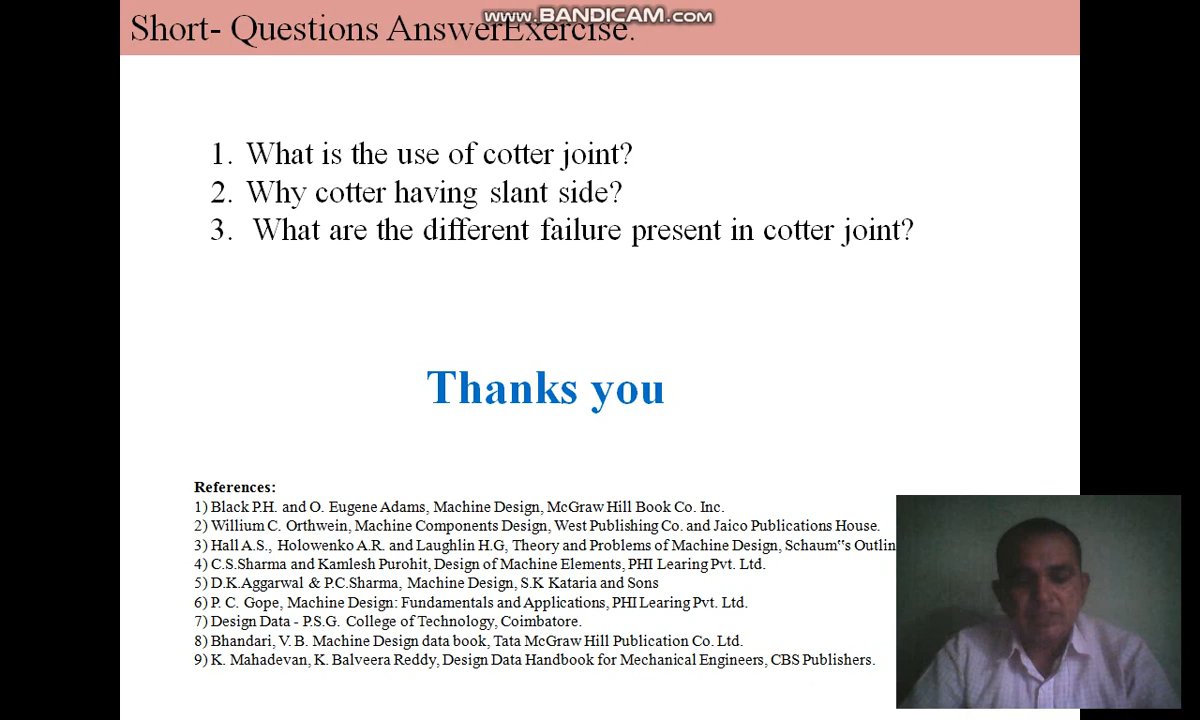 www.BANDICAM.com
Short- Questions AnswerExercise:
1. What is the use of cotter joint?
2. Why cotter having slant side?
3. What are the different failure present in cotter joint?
Thanks you
References:
1) Black P.H. and O. Eugene Adams, Machine Design, McGraw Hill Book Co. Inc.
2) Willium C. Orthwein, Machine Components Design, West Publishing Co. and Jaico Publications House.
3) Hall A.S., Holowenko A.R. and Laughlin H.G, Theory and Problems of Machine Design, Schaum‟s Outlin
4) C.S.Sharma and Kamlesh Purohit, Design of Machine Elements, PHI Learing Pvt. Ltd.
5) D.K.Aggarwal & P.C.Sharma, Machine Design, S.K Kataria and Sons
6) P. C. Gope, Machine Design: Fundamentals and Applications, PHI Learing Pvt. Ltd.
7) Design Data - P.S.G. College of Technology, Coimbatore.
8) Bhandari, V. B. Machine Design data book, Tata McGraw Hill Publication Co. Ltd.
9) K. Mahadevan, K. Balveera Reddy, Design Data Handbook for Mechanical Engineers, CBS Publishers.